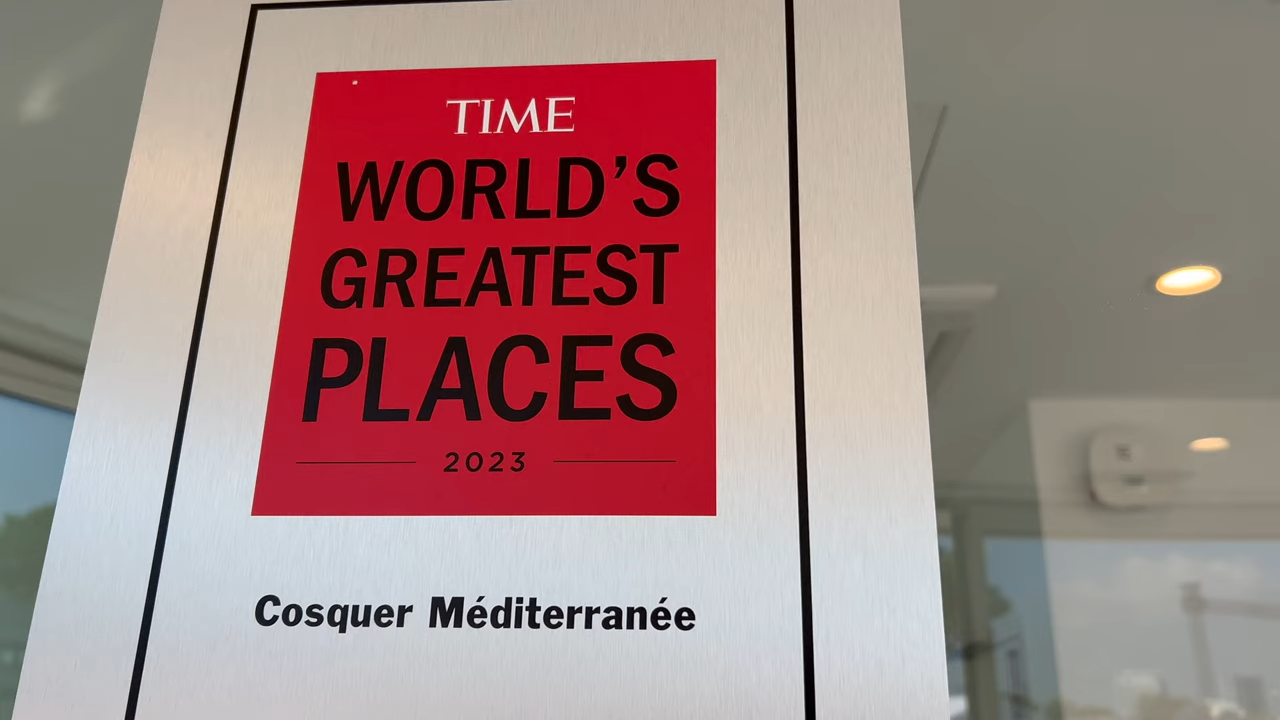 TIME
WORLD'S
GREATEST
PLACES
2023
Cosquer Méditerranée